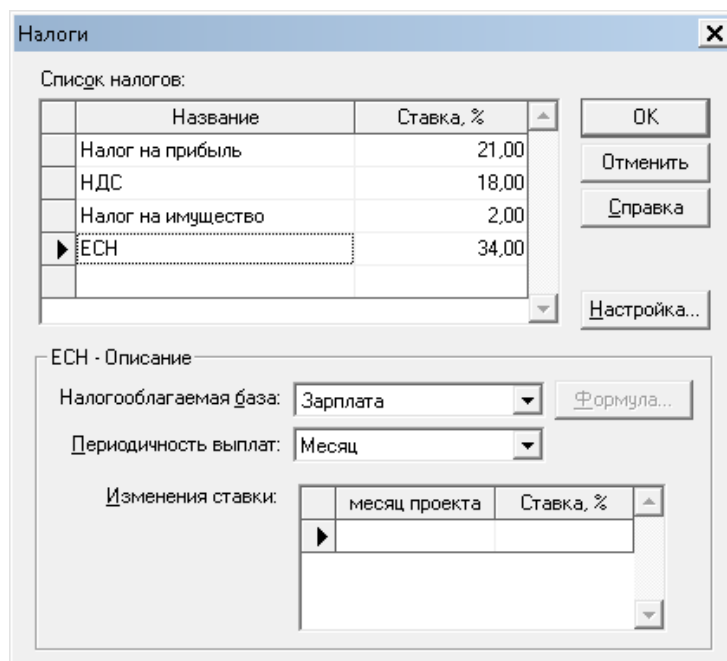 Налоги
Список налогов:
Название Ставка, %
Налог на прибыль 21,00
НДС 18,00
Налог на имущество 2,00
ЕСН 34,00
OK
Отменить
Справка
Настройка...
ЕСН - Описание
Налогооблагаемая база: Зарплата Формула...
Периодичность выплат: Месяц
Изменения ставки:
месяц проекта Ставка, %